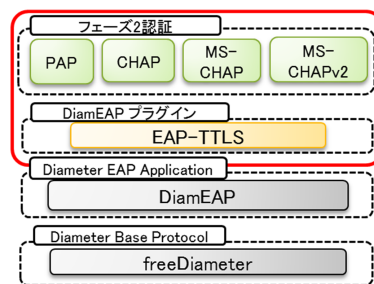 フェーズ2認証
PAP
CHAP
MS-
CHAP
MS-
CHAPv2
DiamEAP プラグイン
EAP-TTLS
Diameter EAP Application
DiamEAP
Diameter Base Protocol
freeDiameter